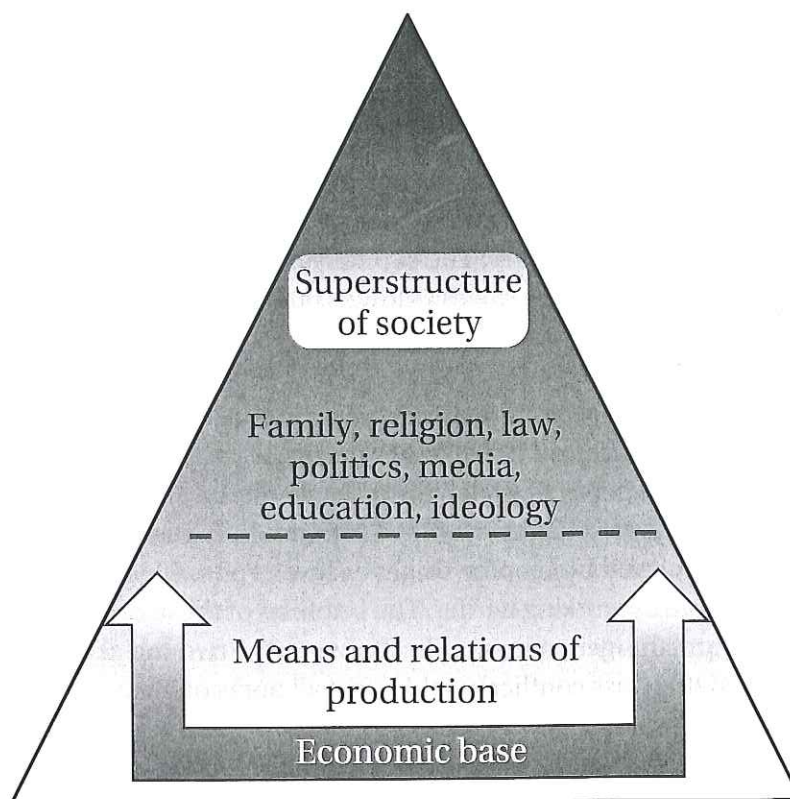 Superstructure
of society
Family, religion, law,
politics, media,
education, ideology
Means and relations of
production
Economic base